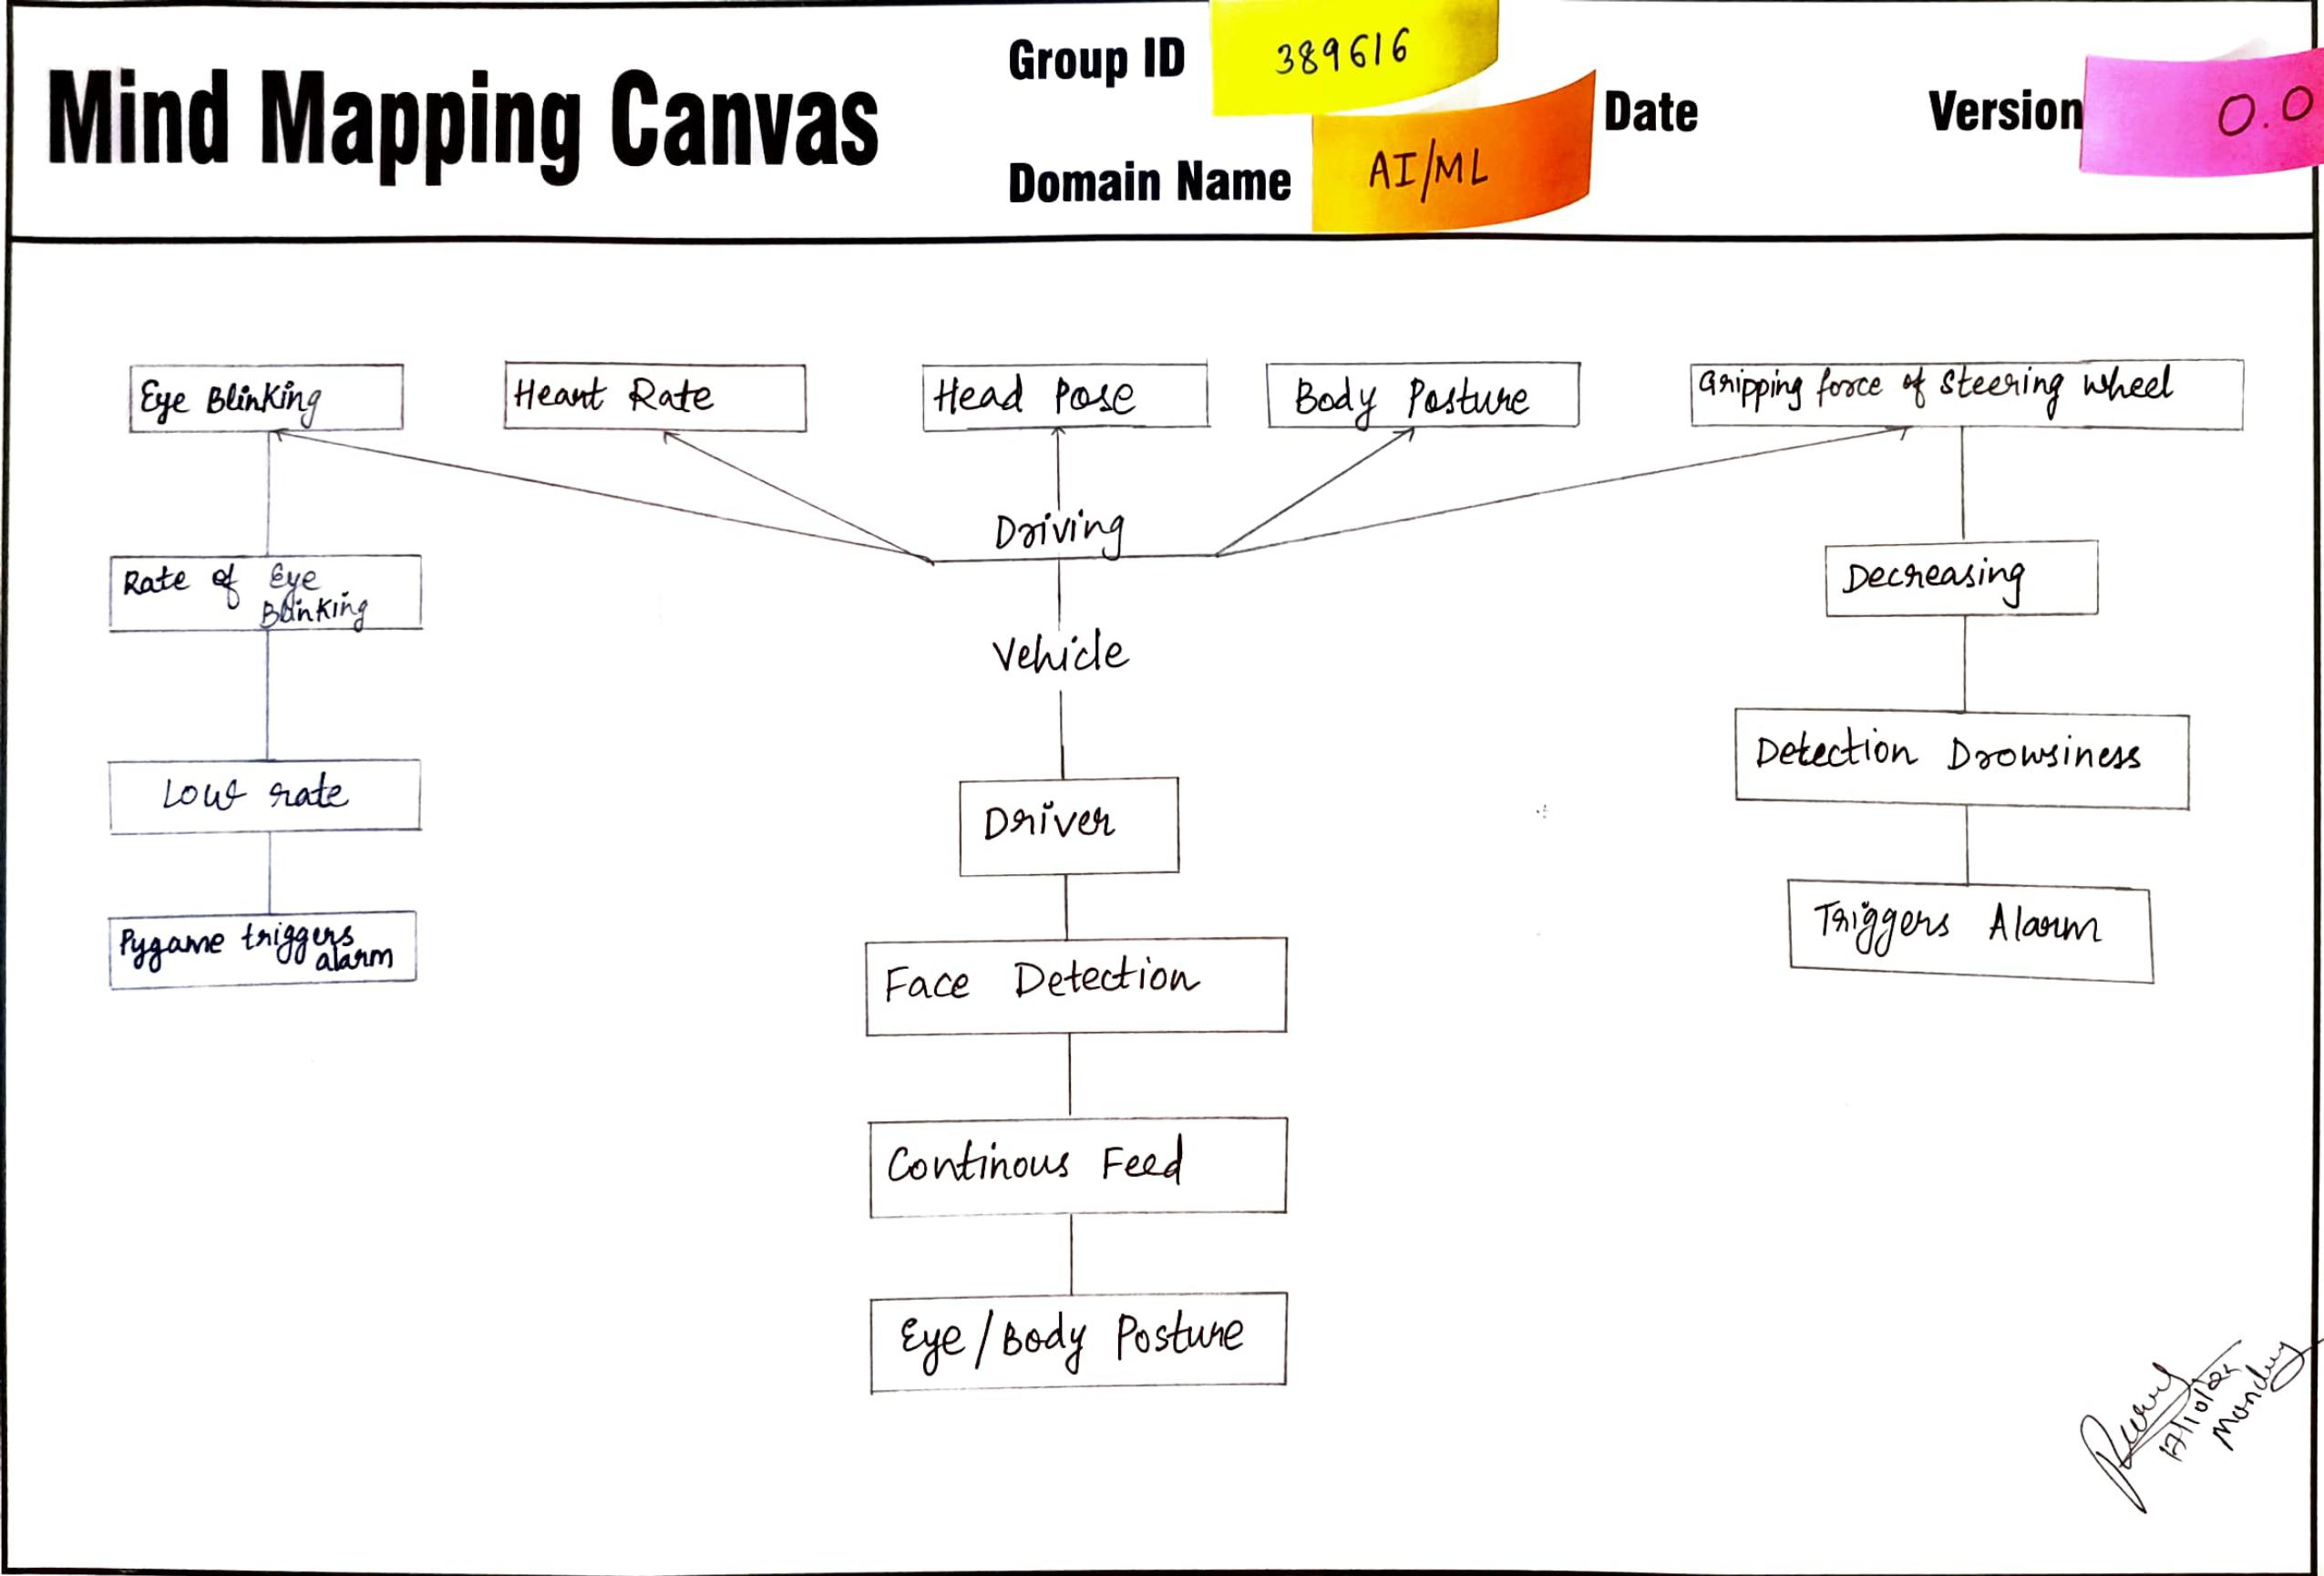 Mind Mapping Canvas
Group ID
389616
Domain Name
AI/ML
Date
Version
0.0
Eye Blinking
Heart Rate
Head Pose
Body Posture
Gripping force of Steering wheel
Driving
Rate of Eye
Blinking
Decreasing
Vehicle
Low rate
Detection Drowsiness
Driver
Pygame triggers
alarm
Triggers Alarm
Face Detection
Continous Feed
Eye/Body Posture
Monday